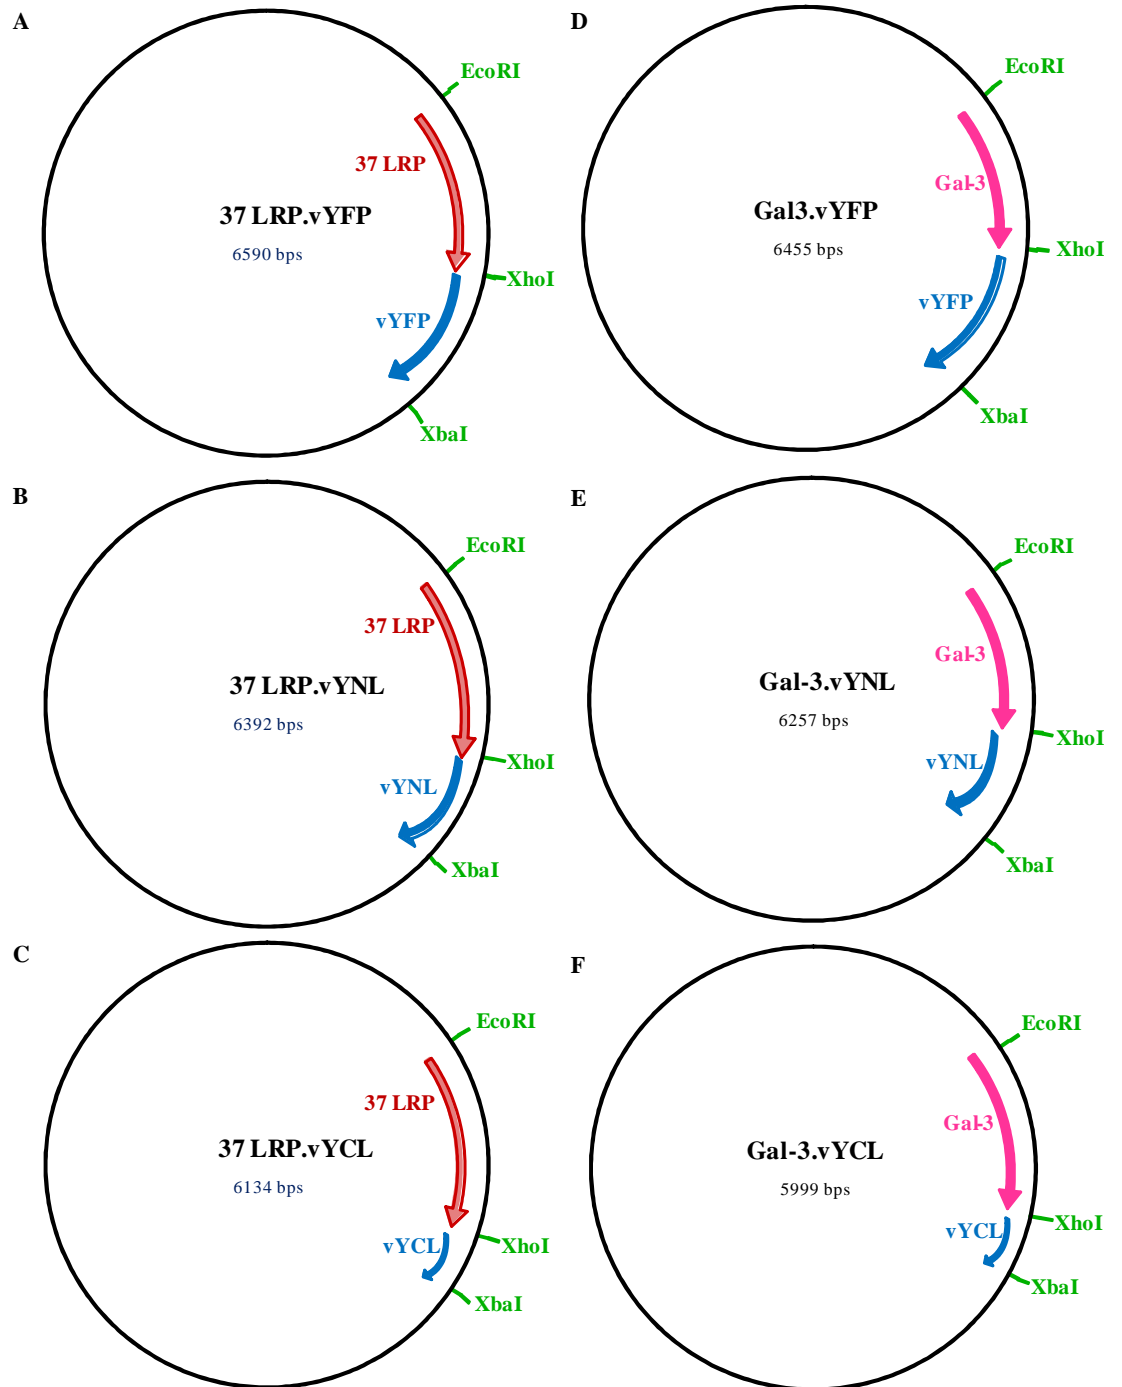 A
EcoRI
37 LRP
37 LRP.vYFP
6590 bps
XhoI
vYFP
XbaI
D
EcoRI
Gal-3
Gal3.vYFP
6455 bps
XhoI
vYFP
XbaI
B
EcoRI
37 LRP
37 LRP.vYNL
6392 bps
XhoI
vYNL
XbaI
E
EcoRI
Gal-3
Gal-3.vYNL
6257 bps
XhoI
vYNL
XbaI
C
EcoRI
37 LRP
37 LRP.vYCL
6134 bps
vYCL
XhoI
XbaI
F
EcoRI
Gal-3
Gal-3.vYCL
5999 bps
XhoI
vYCL
XbaI